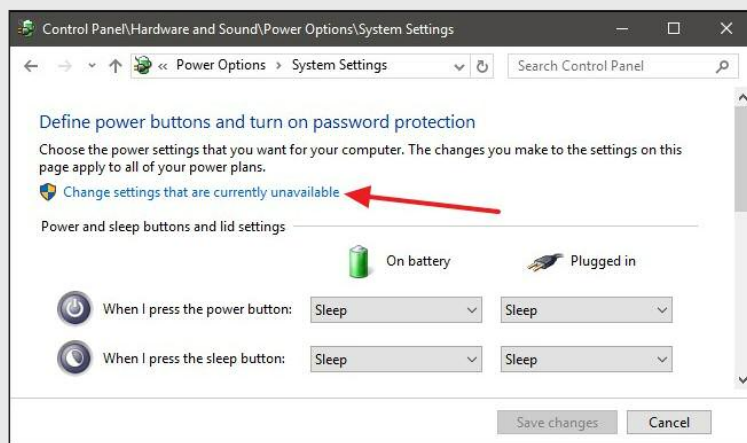 Control Panel\Hardware and Sound\Power Options\System Settings
« Power Options > System Settings
Search Control Panel
Define power buttons and turn on password protection
Choose the power settings that you want for your computer. The changes you make to the settings on this
page apply to all of your power plans.
Change settings that are currently unavailable
Power and sleep buttons and lid settings
On battery Plugged in
When I press the power button: Sleep Sleep
When I press the sleep button: Sleep Sleep
Save changes Cancel